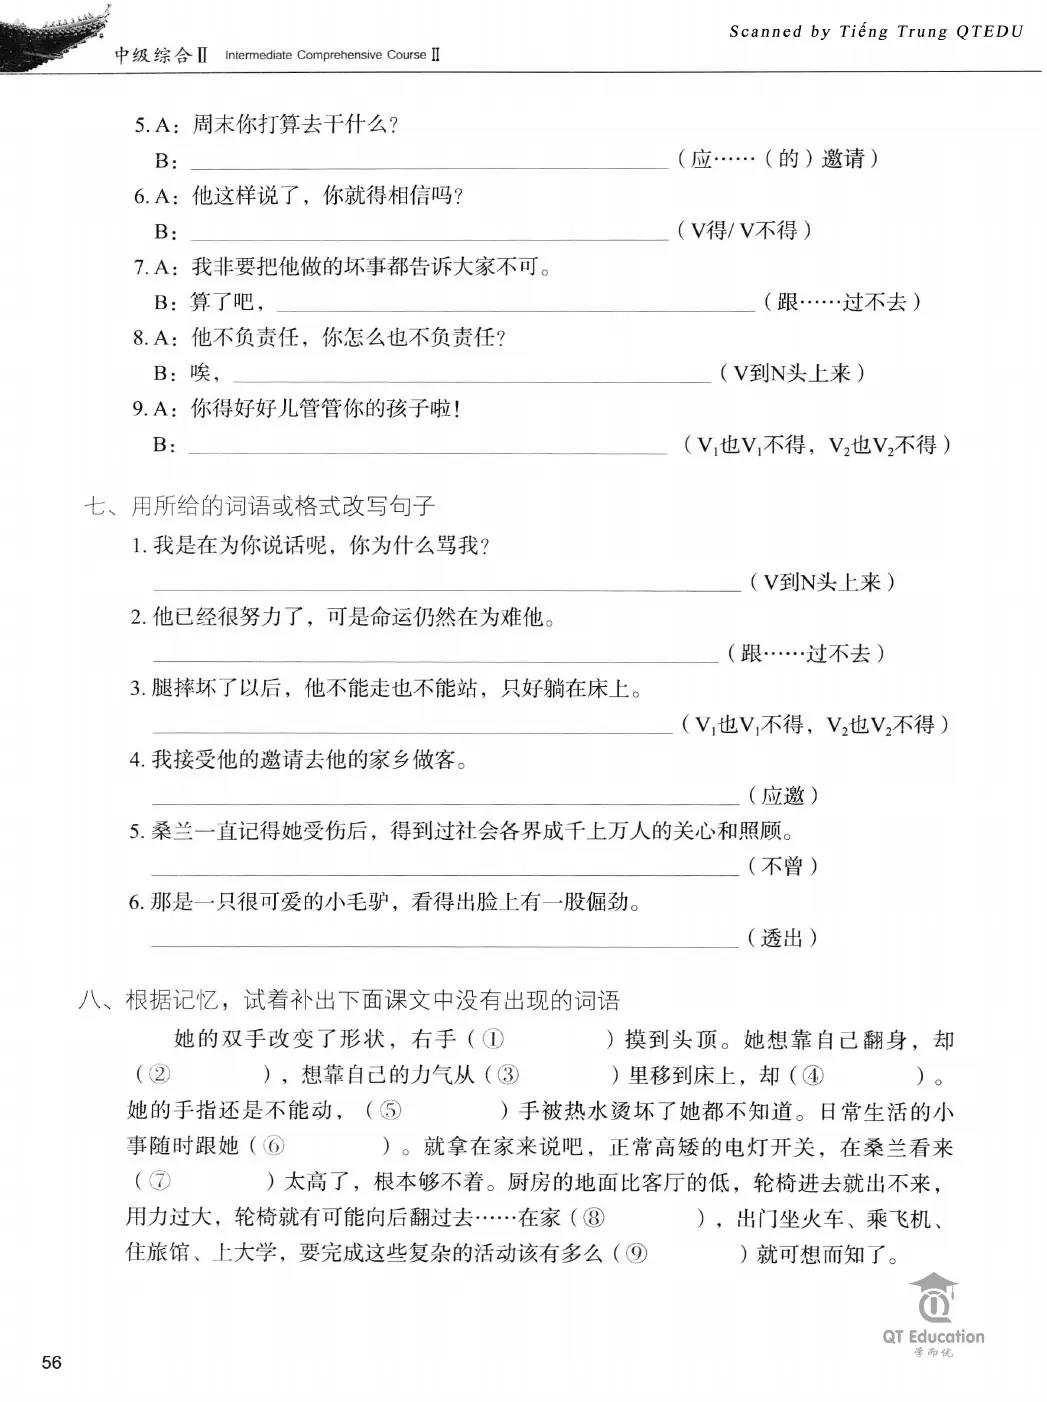 Scanned by Tiếng Trung QTEDU
中级综合Ⅱ Intermediate Comprehensive Course Ⅱ
5. A：周末你打算去干什么？
B：（应……（的）邀请）
6. A：他这样说了，你就得相信吗？
B：（V得/ V不得）
7. A：我非要把他做的坏事都告诉大家不可。
B：算了吧，（跟……过不去）
8. A：他不负责任，你怎么也不负责任？
B：唉，（V到N头上来）
9. A：你得好好儿管管你的孩子啦！
B：（V₁也V₁不得，V₂也V₂不得）
七、用所给的词语或格式改写句子
1. 我是在为你说话呢，你为什么骂我？
（V到N头上来）
2. 他已经很努力了，可是命运仍然在为难他。
（跟……过不去）
3. 腿摔坏了以后，他不能走也不能站，只好躺在床上。
（V₁也V₁不得，V₂也V₂不得）
4. 我接受他的邀请去他的家乡做客。
（应邀）
5. 桑兰一直记得她受伤后，得到过社会各界成千上万人的关心和照顾。
（不曾）
6. 那是一只很可爱的小毛驴，看得出脸上有一股倔劲。
（透出）
八、根据记忆，试着补出下面课文中没有出现的词语
她的双手改变了形状，右手（① ）摸到头顶。她想靠自己翻身，却
（② ），想靠自己的力气从（③ ）里移到床上，却（④ ）。
她的手指还是不能动，（⑤ ）手被热水烫坏了她都不知道。日常生活的小
事随时跟她（⑥ ）。就拿在家来说吧，正常高矮的电灯开关，在桑兰看来
（⑦ ）太高了，根本够不着。厨房的地面比客厅的低，轮椅进去就出不来，
用力过大，轮椅就有可能向后翻过去……在家（⑧ ），出门坐火车、乘飞机、
住旅馆、上大学，要完成这些复杂的活动该有多么（⑨ ）就可想而知了。
QT Education
学而优
56